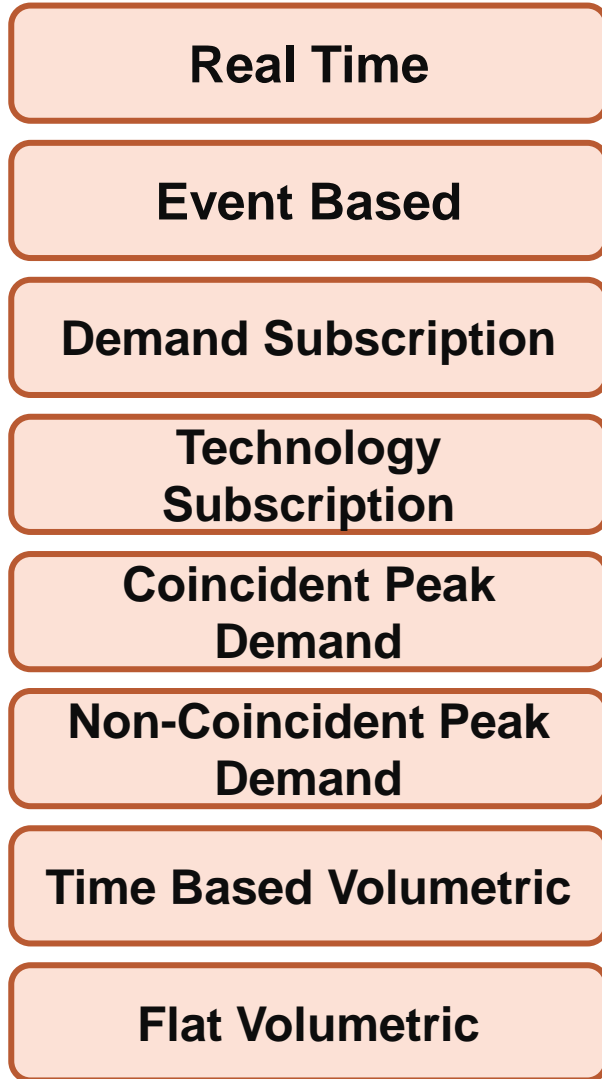 Real Time
Event Based
Demand Subscription
Technology
Subscription
Coincident Peak
Demand
Non-Coincident Peak
Demand
Time Based Volumetric
Flat Volumetric